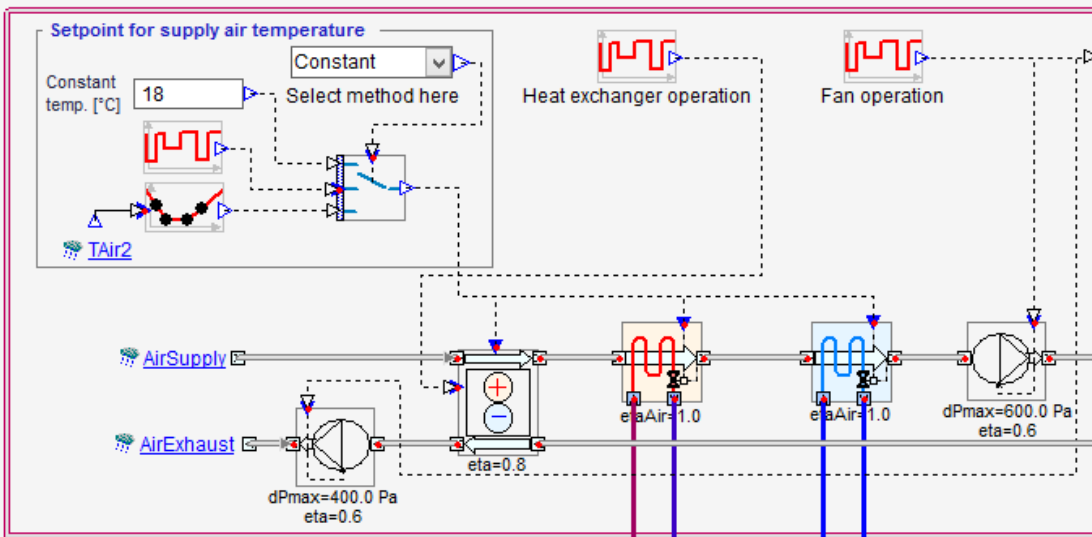 Setpoint for supply air temperature
Constant
Constant
temp. [°C]
18
Select method here
Heat exchanger operation
Fan operation
TAir2
AirSupply
AirExhaust
etaAir=1.0
etaAir=1.0
dPmax=600.0 Pa
eta=0.6
eta=0.8
dPmax=400.0 Pa
eta=0.6